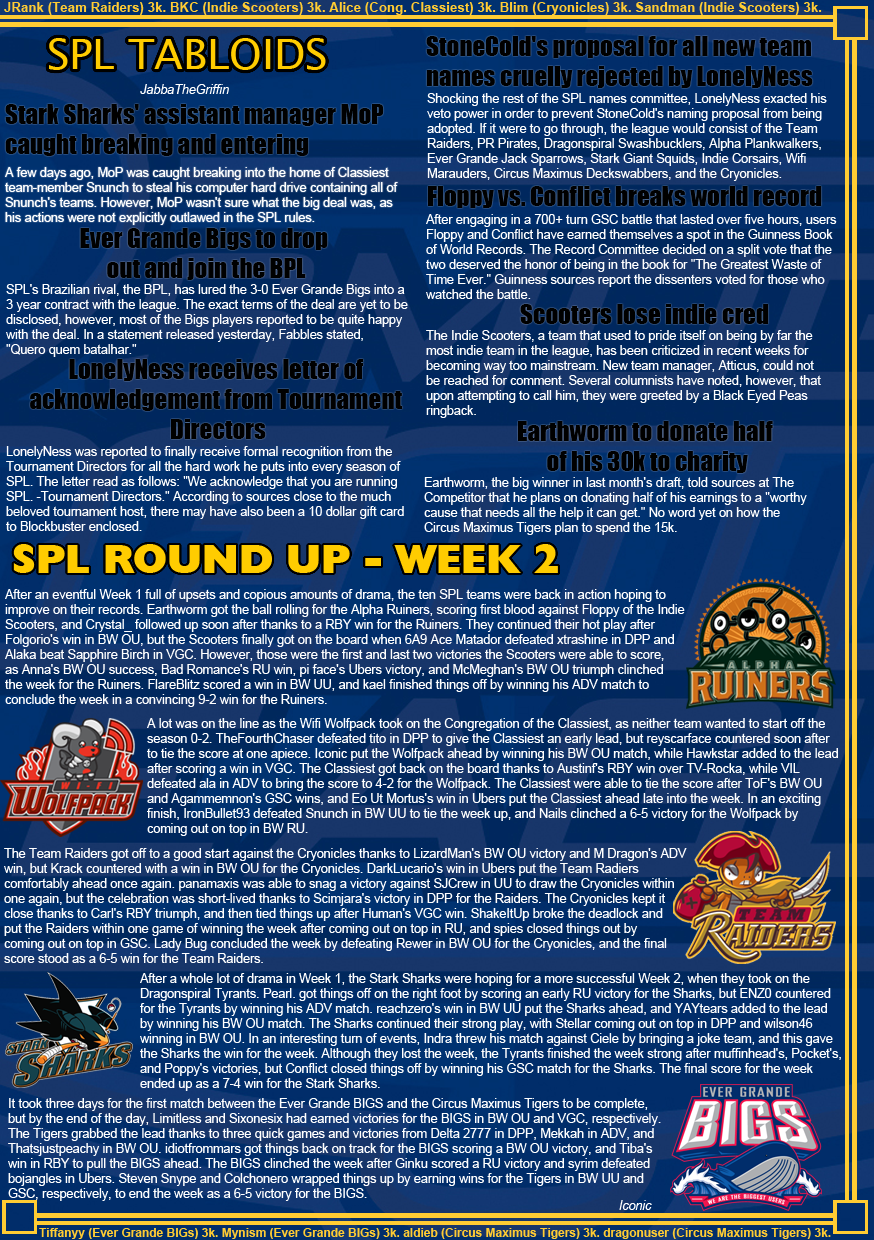 JRank (Team Raiders) 3k. BKC (Indie Scooters) 3k. Alice (Cong. Classiest) 3k. Blim (Cryonicles) 3k. Sandman (Indie Scooters) 3k.
SPL TABLOIDS
JabbaTheGriffin
Stark Sharks' assistant manager MoP
caught breaking and entering
A few days ago, MoP was caught breaking into the home of Classiest
team-member Snunch to steal his computer hard drive containing all of
Snunch's teams. However, MoP wasn't sure what the big deal was, as
his actions were not explicitly outlawed in the SPL rules.
Ever Grande Bigs to drop
out and join the BPL
SPL's Brazilian rival, the BPL, has lured the 3-0 Ever Grande Bigs into a
3 year contract with the league. The exact terms of the deal are yet to be
disclosed, however, most of the Bigs players reported to be quite happy
with the deal. In a statement released yesterday, Fabbles stated,
"Quero quem batalhar."
LonelyNess receives letter of
acknowledgement from Tournament
Directors
LonelyNess was reported to finally receive formal recognition from the
Tournament Directors for all the hard work he puts into every season of
SPL. The letter read as follows: "We acknowledge that you are running
SPL. -Tournament Directors." According to sources close to the much
beloved tournament host, there may have also been a 10 dollar gift card
to Blockbuster enclosed.
StoneCold's proposal for all new team
names cruelly rejected by LonelyNess
Shocking the rest of the SPL names committee, LonelyNess exacted his
veto power in order to prevent StoneCold's naming proposal from being
adopted. If it were to go through, the league would consist of the Team
Raiders, PR Pirates, Dragonspiral Swashbucklers, Alpha Plankwalkers,
Ever Grande Jack Sparrows, Stark Giant Squids, Indie Corsairs, Wifi
Marauders, Circus Maximus Deckswabbers, and the Cryonicles.
Floppy vs. Conflict breaks world record
After engaging in a 700+ turn GSC battle that lasted over five hours, users
Floppy and Conflict have earned themselves a spot in the Guinness Book
of World Records. The Record Committee decided on a split vote that the
two deserved the honor of being in the book for "The Greatest Waste of
Time Ever." Guinness sources report the dissenters voted for those who
watched the battle.
Scooters lose indie cred
The Indie Scooters, a team that used to pride itself on being by far the
most indie team in the league, has been criticized in recent weeks for
becoming way too mainstream. New team manager, Atticus, could not
be reached for comment. Several columnists have noted, however, that
upon attempting to call him, they were greeted by a Black Eyed Peas
ringback.
Earthworm to donate half
of his 30k to charity
Earthworm, the big winner in last month's draft, told sources at The
Competitor that he plans on donating half of his earnings to a "worthy
cause that needs all the help it can get." No word yet on how the
Circus Maximus Tigers plan to spend the 15k.
SPL ROUND UP - WEEK 2
After an eventful Week 1 full of upsets and copious amounts of drama, the ten SPL teams were back in action hoping to
improve on their records. Earthworm got the ball rolling for the Alpha Ruiners, scoring first blood against Floppy of the Indie
Scooters, and Crystal_ followed up soon after thanks to a RBY win for the Ruiners. They continued their hot play after
Folgorio's win in BW OU, but the Scooters finally got on the board when 6A9 Ace Matador defeated xtrashine in DPP and
Alaka beat Sapphire Birch in VGC. However, those were the first and last two victories the Scooters were able to score,
as Anna's BW OU success, Bad Romance's RU win, pi face's Ubers victory, and McMeghan's BW OU triumph clinched
the week for the Ruiners. FlareBlitz scored a win in BW UU, and kael finished things off by winning his ADV match to
conclude the week in a convincing 9-2 win for the Ruiners.
ALPHA
RUINERS
A lot was on the line as the Wifi Wolfpack took on the Congregation of the Classiest, as neither team wanted to start off the
season 0-2. TheFourthChaser defeated tito in DPP to give the Classiest an early lead, but reyscarface countered soon after
to tie the score at one apiece. Iconic put the Wolfpack ahead by winning his BW OU match, while Hawkstar added to the lead
after scoring a win in VGC. The Classiest got back on the board thanks to Austinf's RBY win over TV-Rocka, while VIL
defeated ala in ADV to bring the score to 4-2 for the Wolfpack. The Classiest were able to tie the score after ToF's BW OU
and Agammemnon's GSC wins, and Eo Ut Mortus's win in Ubers put the Classiest ahead late into the week. In an exciting
finish, IronBullet93 defeated Snunch in BW UU to tie the week up, and Nails clinched a 6-5 victory for the Wolfpack by
coming out on top in BW RU.
WI-FI
WOLFPACK
The Team Raiders got off to a good start against the Cryonicles thanks to LizardMan's BW OU victory and M Dragon's ADV
win, but Krack countered with a win in BW OU for the Cryonicles. DarkLucario's win in Ubers put the Team Radiers
comfortably ahead once again. panamaxis was able to snag a victory against SJCrew in UU to draw the Cryonicles within
one again, but the celebration was short-lived thanks to Scimjara's victory in DPP for the Raiders. The Cryonicles kept it
close thanks to Carl's RBY triumph, and then tied things up after Human's VGC win. ShakeItUp broke the deadlock and
put the Raiders within one game of winning the week after coming out on top in RU, and spies closed things out by
coming out on top in GSC. Lady Bug concluded the week by defeating Rewer in BW OU for the Cryonicles, and the final
score stood as a 6-5 win for the Team Raiders.
TEAM
RAIDERS
After a whole lot of drama in Week 1, the Stark Sharks were hoping for a more successful Week 2, when they took on the
Dragonspiral Tyrants. Pearl. got things off on the right foot by scoring an early RU victory for the Sharks, but ENZ0 countered
for the Tyrants by winning his ADV match. reachzero's win in BW UU put the Sharks ahead, and YAYtears added to the lead
by winning his BW OU match. The Sharks continued their strong play, with Stellar coming out on top in DPP and wilson46
winning in BW OU. In an interesting turn of events, Indra threw his match against Ciele by bringing a joke team, and this gave
the Sharks the win for the week. Although they lost the week, the Tyrants finished the week strong after muffinhead's, Pocket's,
and Poppy's victories, but Conflict closed things off by winning his GSC match for the Sharks. The final score for the week
ended up as a 7-4 win for the Stark Sharks.
STARK
SHARKS
It took three days for the first match between the Ever Grande BIGS and the Circus Maximus Tigers to be complete,
but by the end of the day, Limitless and Sixonesix had earned victories for the BIGS in BW OU and VGC, respectively.
The Tigers grabbed the lead thanks to three quick games and victories from Delta 2777 in DPP, Mekkah in ADV, and
Thatsjustpeachy in BW OU. idiotfrommars got things back on track for the BIGS scoring a BW OU victory, and Tiba's
win in RBY to pull the BIGS ahead. The BIGS clinched the week after Ginku scored a RU victory and syrim defeated
bojangles in Ubers. Steven Snype and Colchonero wrapped things up by earning wins for the Tigers in BW UU and
GSC, respectively, to end the week as a 6-5 victory for the BIGS.
EVER GRANDE
BIGS
WE ARE THE BIGGEST USERS
Iconic
Tiffanyy (Ever Grande BIGs) 3k. Mynism (Ever Grande BIGs) 3k. aldieb (Circus Maximus Tigers) 3k. dragonuser (Circus Maximus Tigers) 3k.